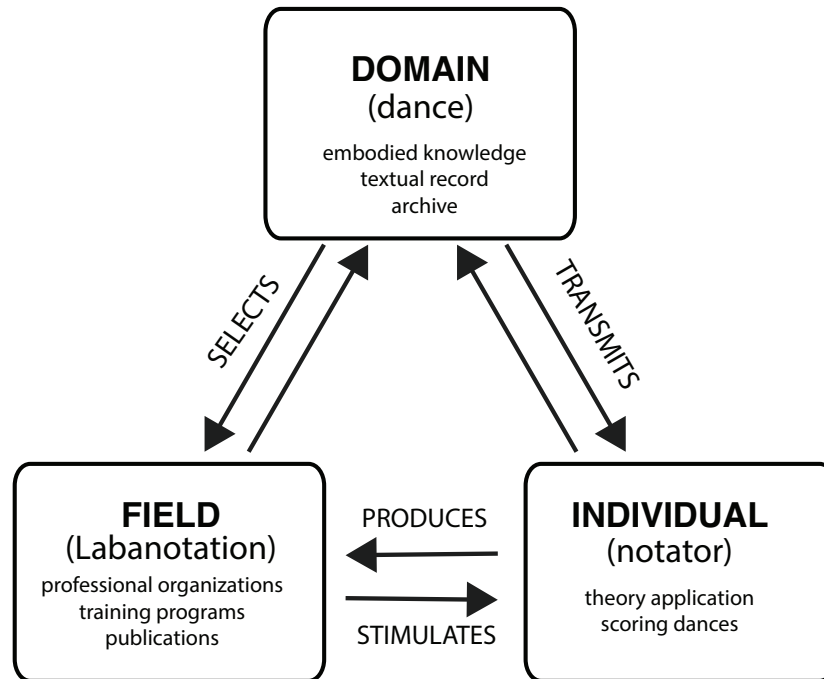 DOMAIN
(dance)
embodied knowledge
textual record
archive
SELECTS
TRANSMITS
FIELD
(Labanotation)
professional organizations
training programs
publications
PRODUCES
STIMULATES
INDIVIDUAL
(notator)
theory application
scoring dances